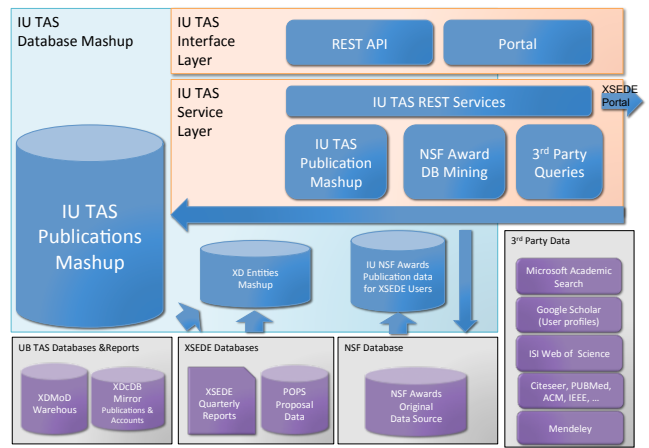 IU TAS
Database Mashup
IU TAS
Interface
Layer
REST API
Portal
IU TAS
Service
Layer
IU TAS REST Services
XSEDE
Portal
IU TAS
Publication
Mashup
NSF Award
DB Mining
3rd Party
Queries
IU TAS
Publications
Mashup
XD Entities
Mashup
IU NSF Awards
Publication data
for XSEDE Users
3rd Party Data
Microsoft Academic
Search
Google Scholar
(User profiles)
ISI Web of Science
Citeseer, PUBMed,
ACM, IEEE, ...
Mendeley
UB TAS Databases &Reports
XDMoD
Warehous
XDcDB
Mirror
Publications &
Accounts
XSEDE Databases
XSEDE
Quarterly
Reports
POPS
Proposal
Data
NSF Database
NSF Awards
Original
Data Source